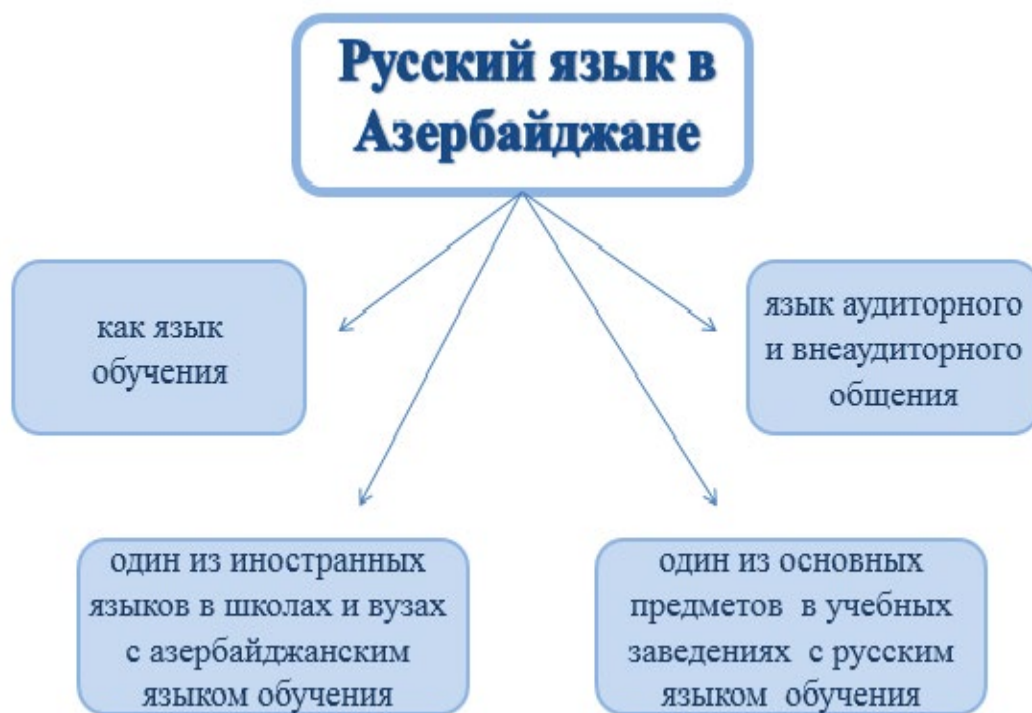 Русский язык в
Азербайджане
как язык
обучения
язык аудиторного
и внеаудиторного
общения
один из иностранных
языков в школах и вузах
с азербайджанским
языком обучения
один из основных
предметов в учебных
заведениях с русским
языком обучения